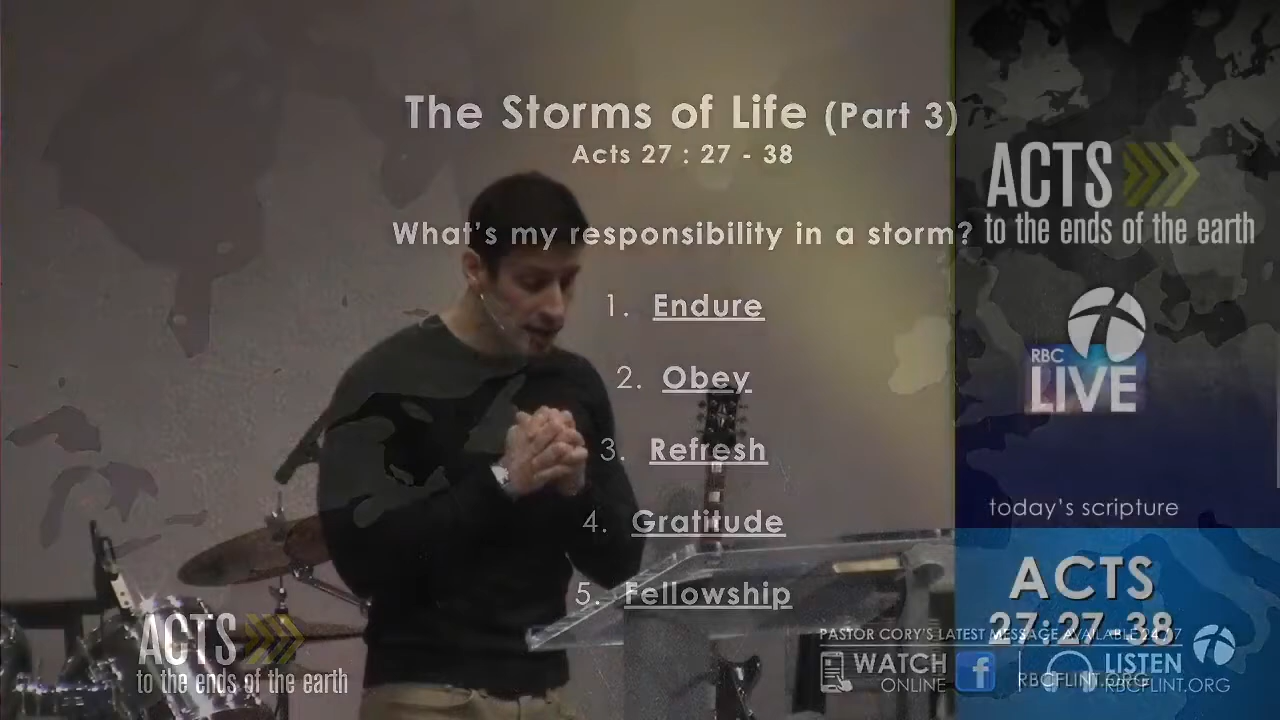 The Storms of Life (Part 3)
Acts 27 : 27 - 38
What's my responsibility in a storm?
1. Endure
2. Obey
3. Refresh
4. Gratitude
5. Fellowship
ACTS
to the ends of the earth
RBC
LIVE
today's scripture
ACTS
27:27-38
ACTS
to the ends of the earth
PASTOR CORY'S LATEST MESSAGE AVAILABLE 24/7
WATCH
ONLINE
LISTEN
RBCFLINT.ORG
RBCFLINT.ORG